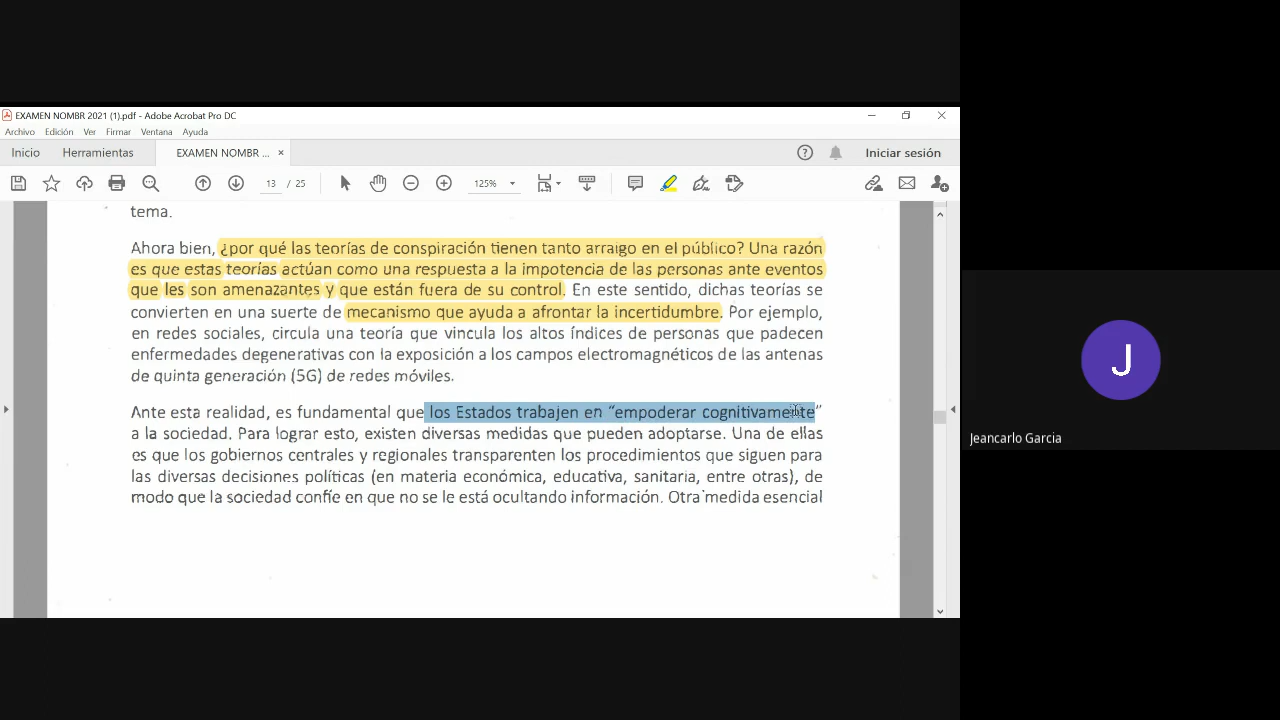 EXAMEN NOMBR 2021 (1).pdf - Adobe Acrobat Pro DC
Archivo Edición Ver Firmar Ventana Ayuda
Inicio Herramientas EXAMEN NOMBR ... × Iniciar sesión
13 / 25 125%
tema.
Ahora bien, ¿por qué las teorías de conspiración tienen tanto arraigo en el público? Una razón
es que estas teorías actúan como una respuesta a la impotencia de las personas ante eventos
que les son amenazantes y que están fuera de su control. En este sentido, dichas teorías se
convierten en una suerte de mecanismo que ayuda a afrontar la incertidumbre. Por ejemplo,
en redes sociales, circula una teoría que vincula los altos índices de personas que padecen
enfermedades degenerativas con la exposición a los campos electromagnéticos de las antenas
de quinta generación (5G) de redes móviles.
Ante esta realidad, es fundamental que los Estados trabajen en “empoderar cognitivamente”
a la sociedad. Para lograr esto, existen diversas medidas que pueden adoptarse. Una de ellas
es que los gobiernos centrales y regionales transparenten los procedimientos que siguen para
las diversas decisiones políticas (en materia económica, educativa, sanitaria, entre otras), de
modo que la sociedad confíe en que no se le está ocultando información. Otra medida esencial
J
Jeancarlo Garcia